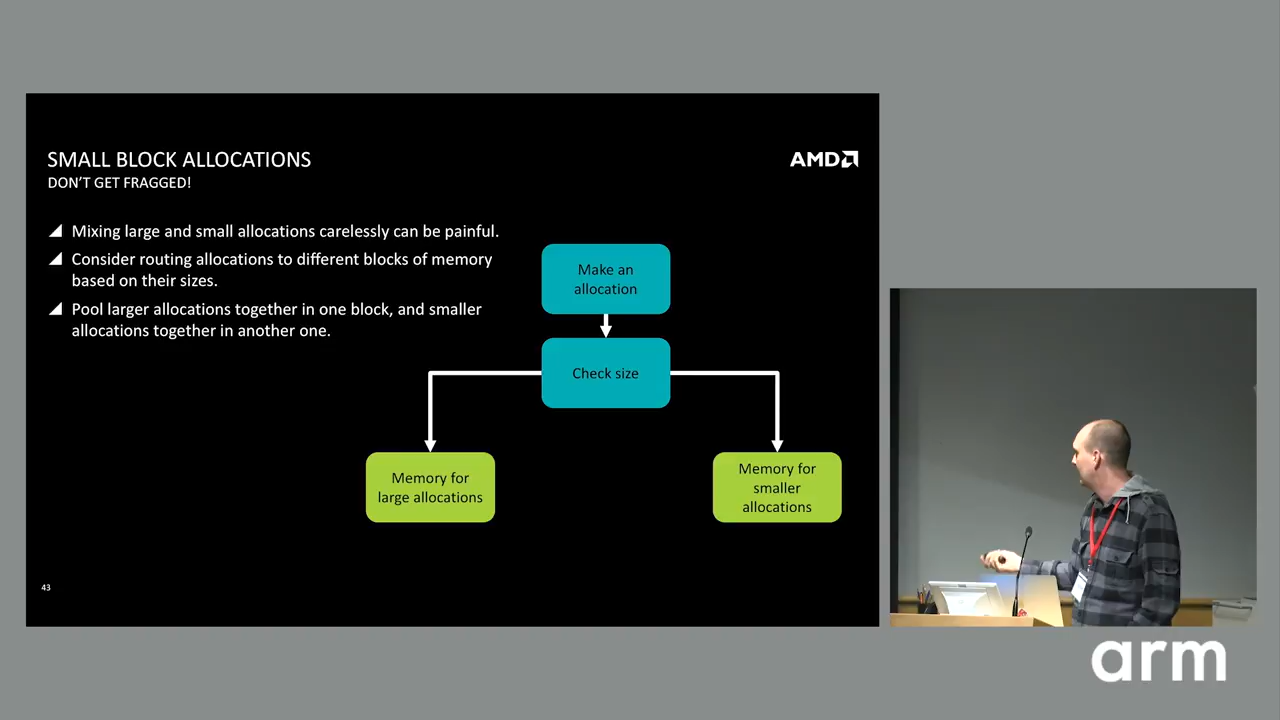 SMALL BLOCK ALLOCATIONS
AMD
DON'T GET FRAGGED!
Mixing large and small allocations carelessly can be painful.
Consider routing allocations to different blocks of memory
based on their sizes.
Pool larger allocations together in one block, and smaller
allocations together in another one.
Make an
allocation
Check size
Memory for
large allocations
Memory for
smaller
allocations
43
arm